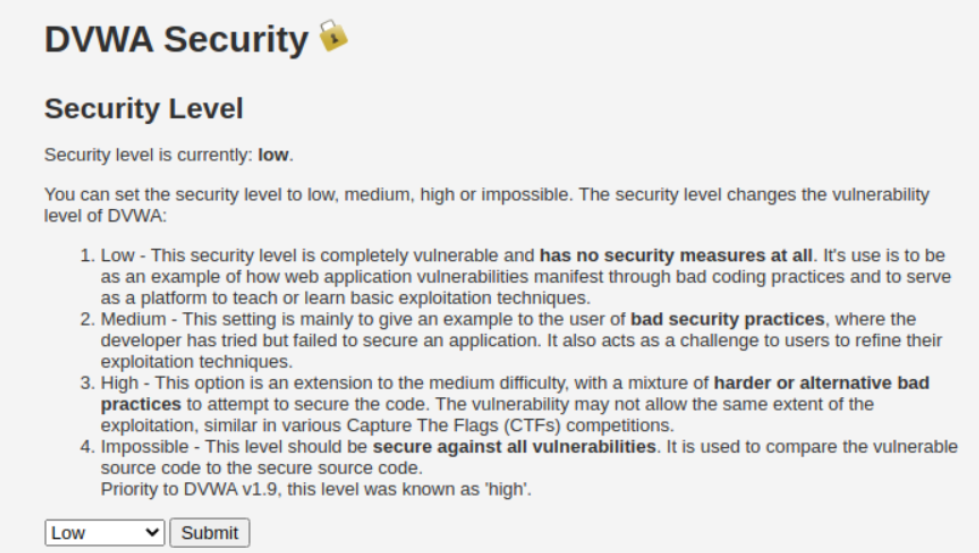 DVWA Security
Security Level
Security level is currently: low.
You can set the security level to low, medium, high or impossible. The security level changes the vulnerability
level of DVWA:
1. Low - This security level is completely vulnerable and has no security measures at all. It's use is to be
as an example of how web application vulnerabilities manifest through bad coding practices and to serve
as a platform to teach or learn basic exploitation techniques.
2. Medium - This setting is mainly to give an example to the user of bad security practices, where the
developer has tried but failed to secure an application. It also acts as a challenge to users to refine their
exploitation techniques.
3. High - This option is an extension to the medium difficulty, with a mixture of harder or alternative bad
practices to attempt to secure the code. The vulnerability may not allow the same extent of the
exploitation, similar in various Capture The Flags (CTFs) competitions.
4. Impossible - This level should be secure against all vulnerabilities. It is used to compare the vulnerable
source code to the secure source code.
Priority to DVWA v1.9, this level was known as 'high'.
Low Submit